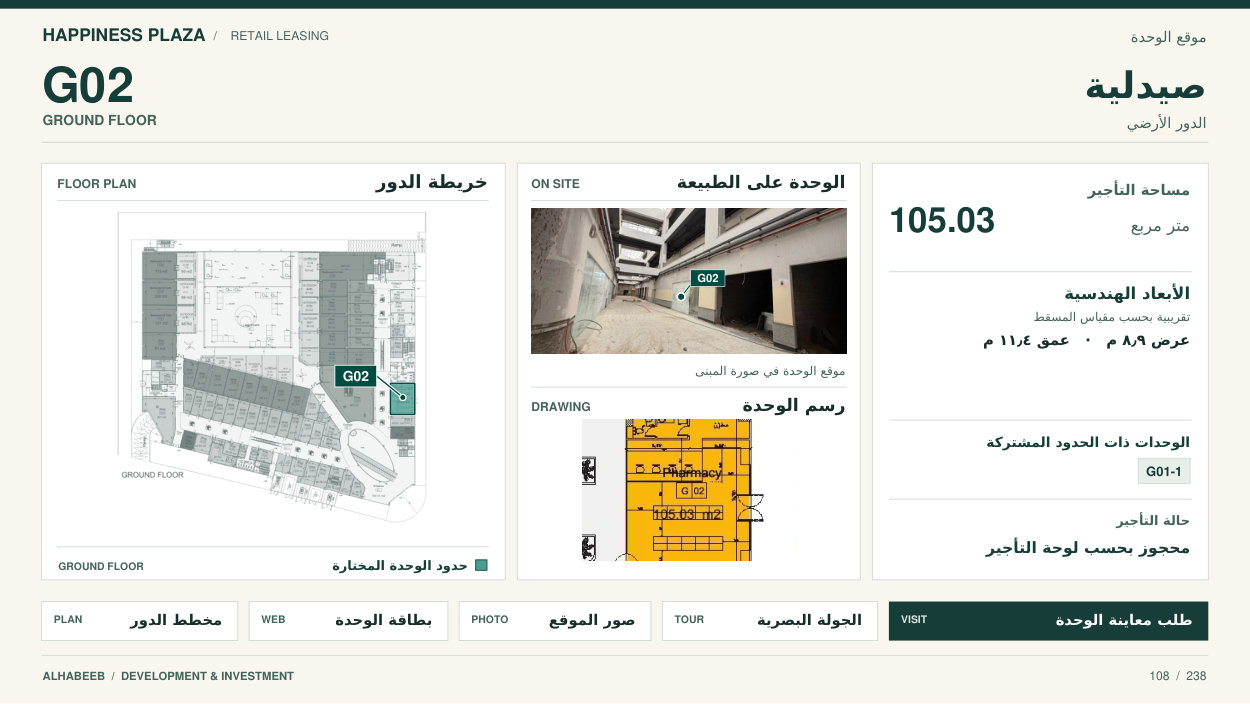 HAPPINESS PLAZA / RETAIL LEASING
موقع الوحدة
G02
صيدلية
GROUND FLOOR
الدور الأرضي
FLOOR PLAN
خريطة الدور
G02
GROUND FLOOR
GROUND FLOOR
حدود الوحدة المختارة
ON SITE
الوحدة على الطبيعة
G02
موقع الوحدة في صورة المبنى
DRAWING
رسم الوحدة
Pharmacy
G 02
105.03 m2
مساحة التأجير
105.03
متر مربع
الأبعاد الهندسية
تقريبية بحسب مقياس المسقط
عرض ٨٫٩ م · عمق ١١٫٤ م
الوحدات ذات الحدود المشتركة
G01-1
حالة التأجير
محجوز بحسب لوحة التأجير
PLAN
مخطط الدور
WEB
بطاقة الوحدة
PHOTO
صور الموقع
TOUR
الجولة البصرية
VISIT
طلب معاينة الوحدة
ALHABEEB / DEVELOPMENT & INVESTMENT
108 / 238